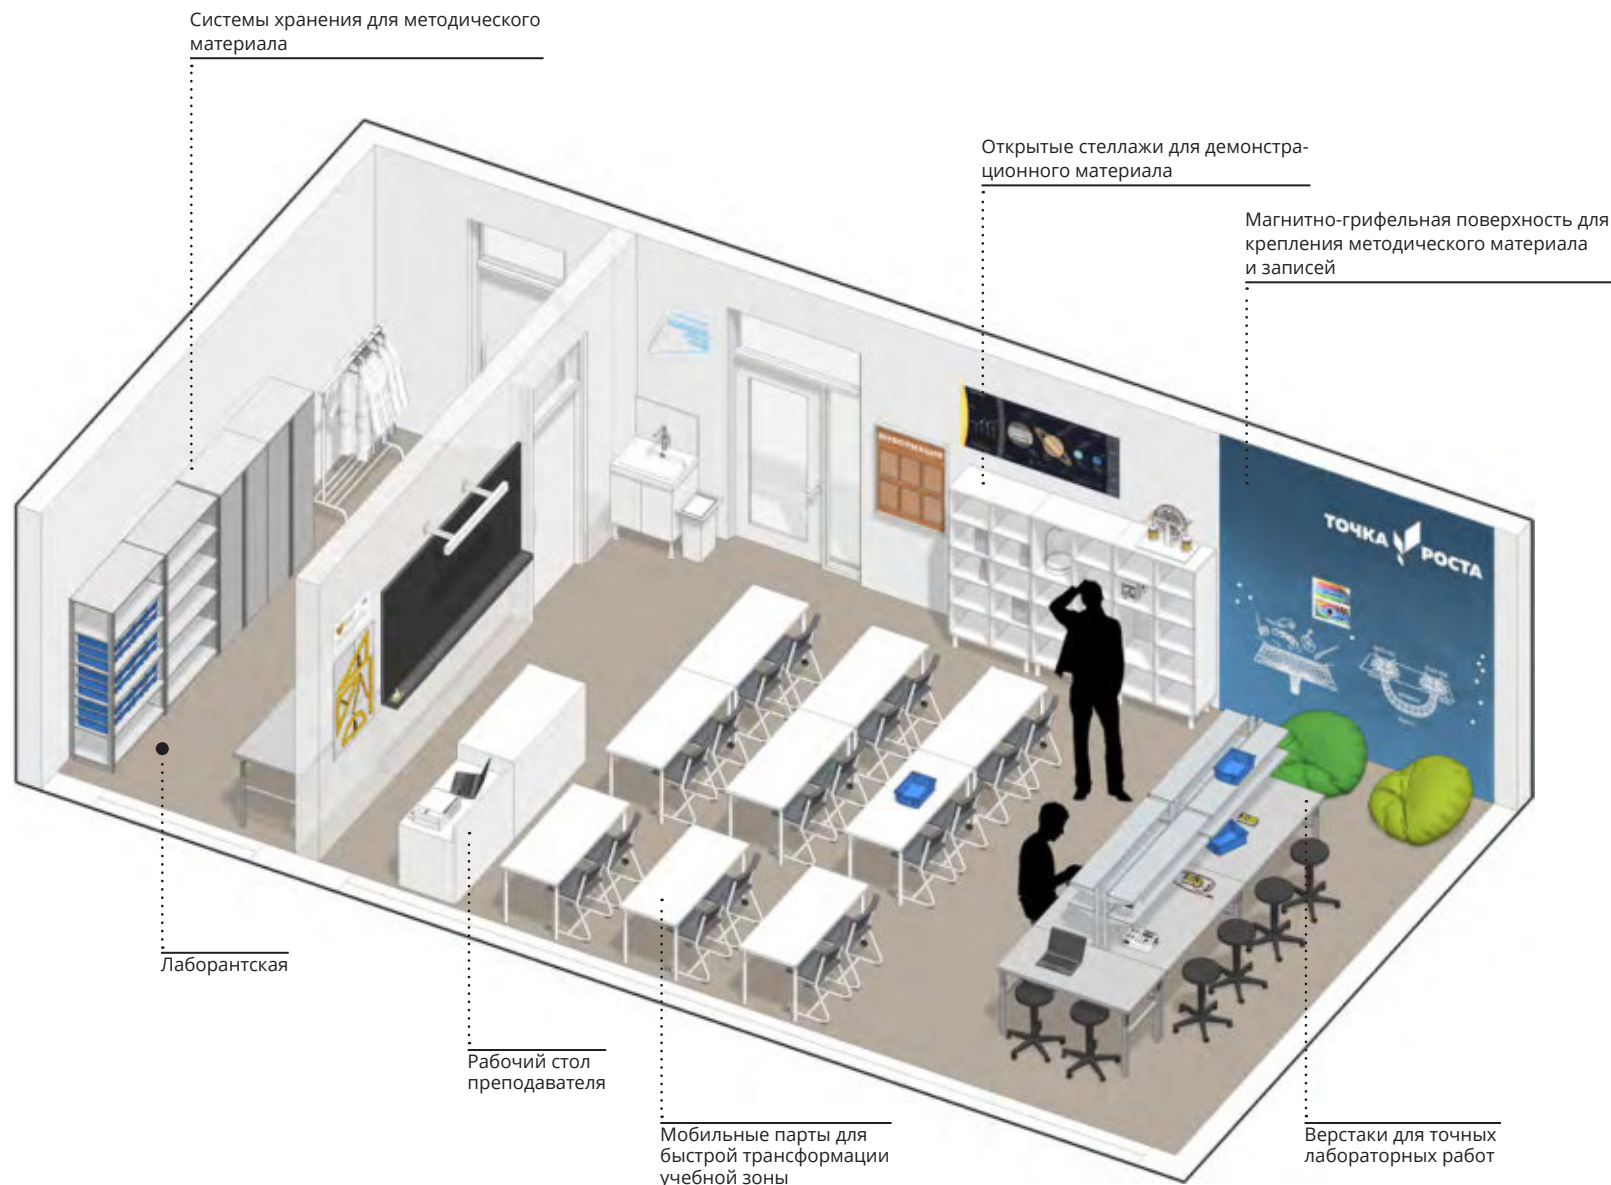 Системы хранения для методического
материала
Открытые стеллажи для демонстра-
ционного материала
Магнитно-грифельная поверхность для
крепления методического материала
и записей
ИНФОРМАЦИЯ
ТОЧКА РОСТА
Лаборантская
Рабочий стол
преподавателя
Мобильные парты для
быстрой трансформации
учебной зоны
Верстаки для точных
лабораторных работ